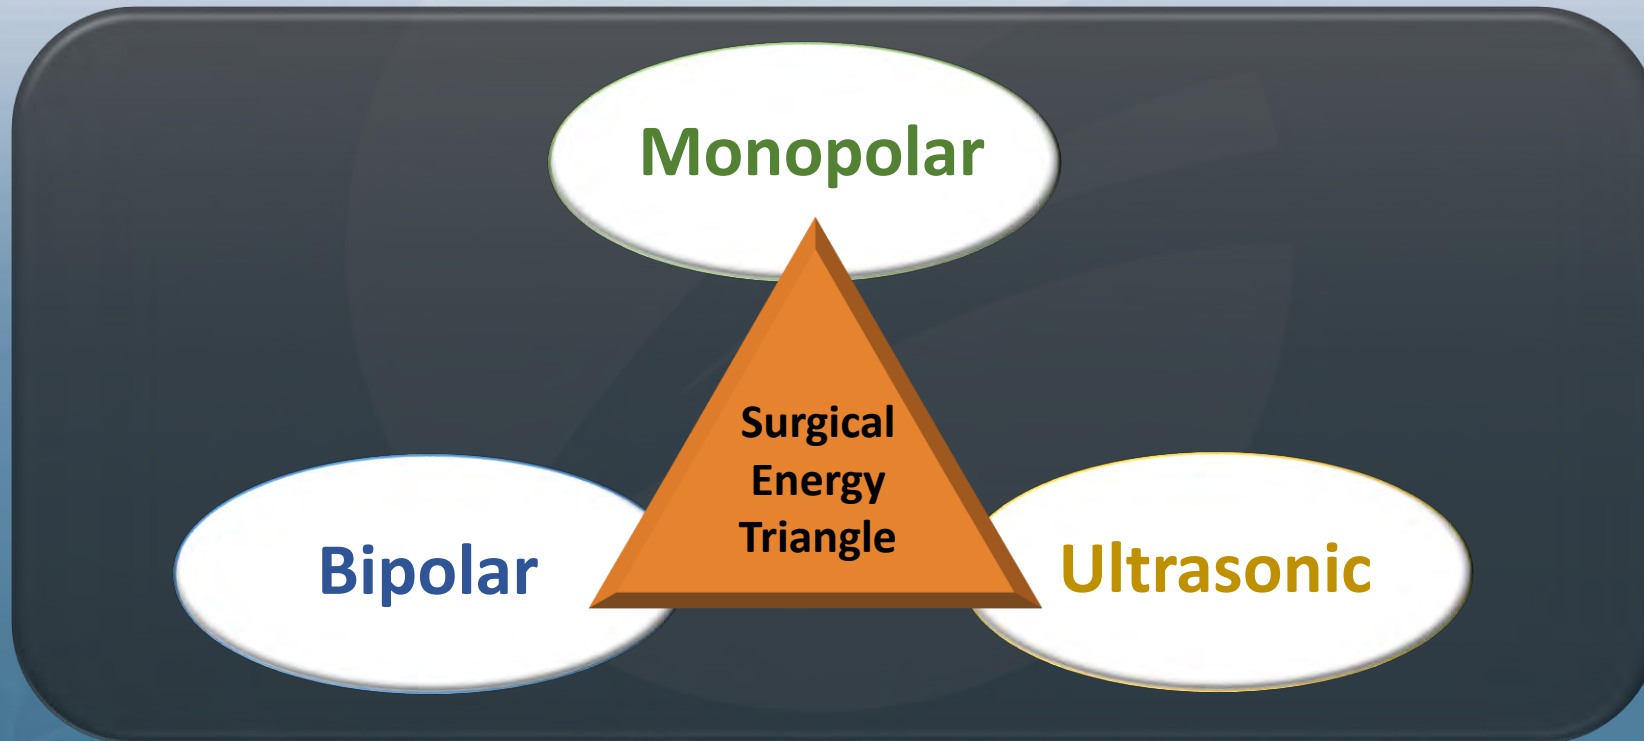 Monopolar
Surgical
Energy
Triangle
Bipolar
Ultrasonic